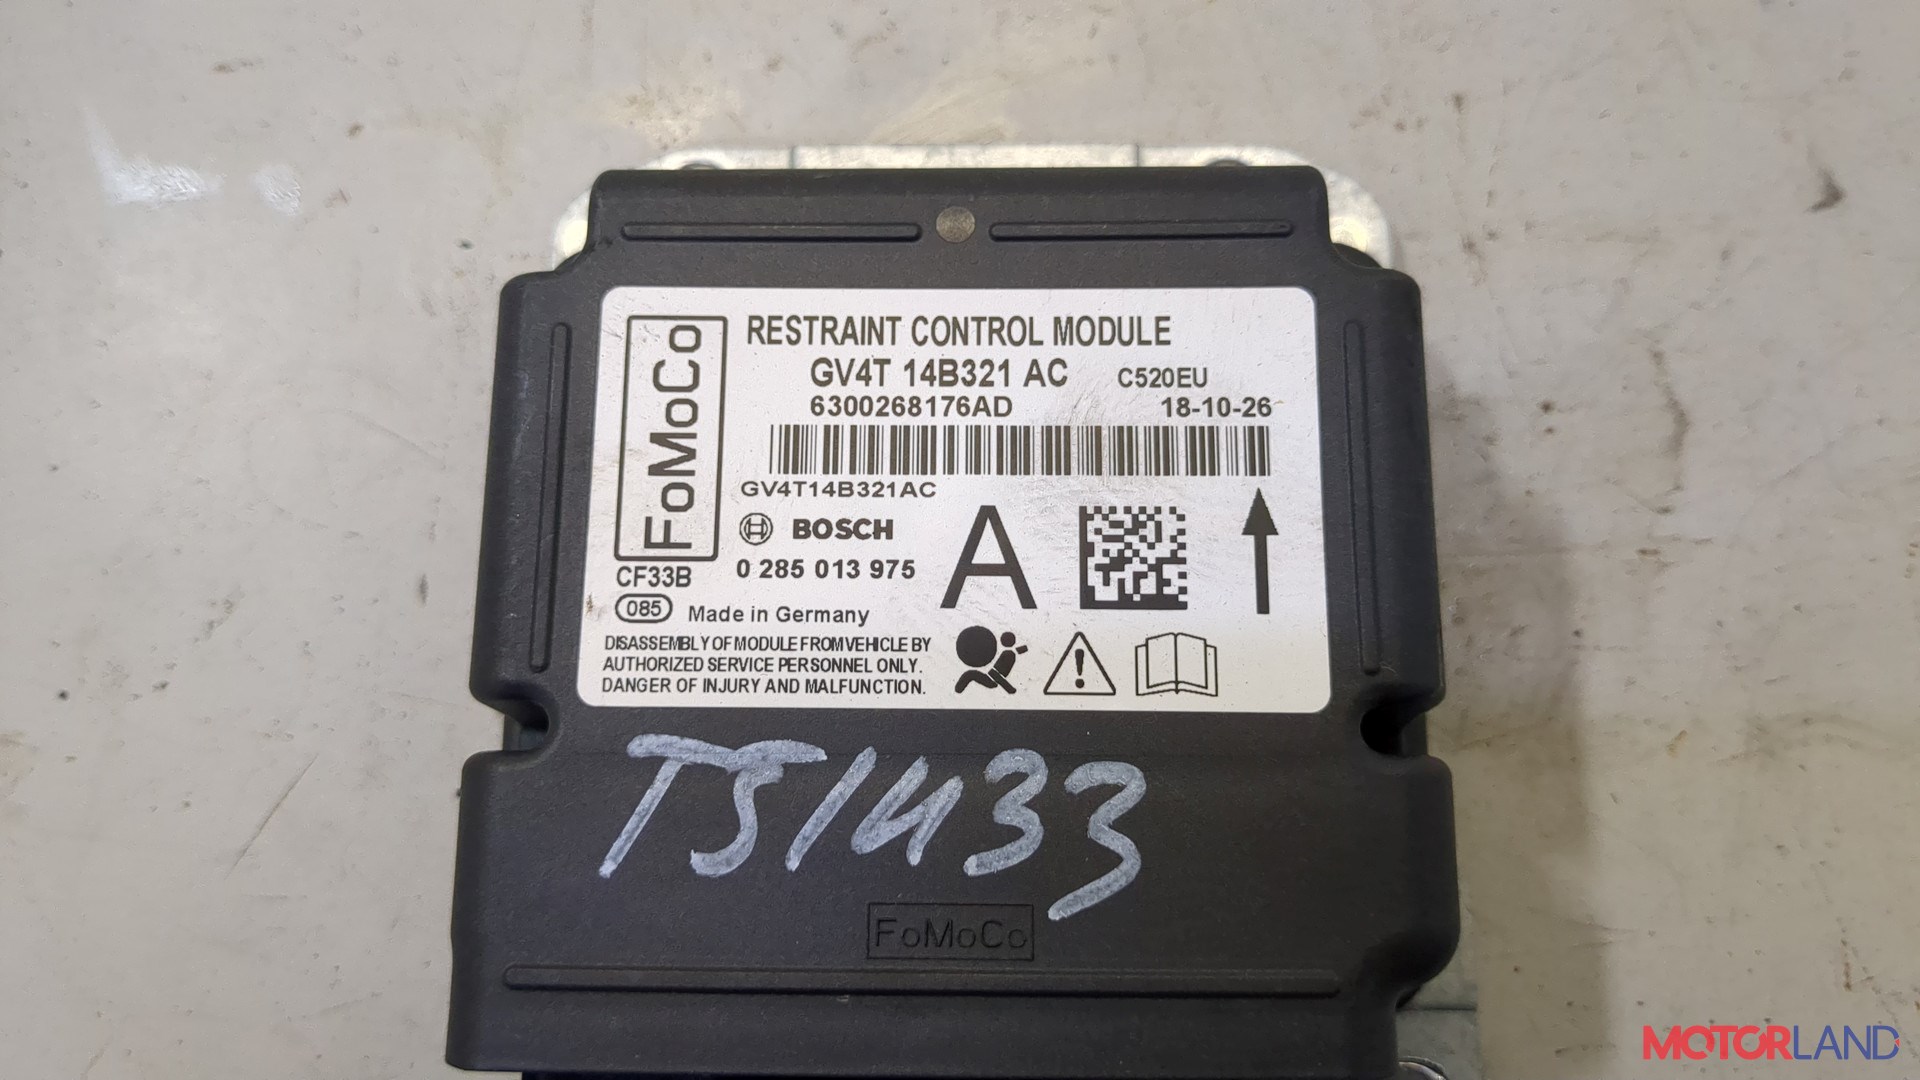 RESTRAINT CONTROL MODULE
GV4T 14B321 AC C520EU
6300268176AD 18-10-26
GV4T14B321AC
FoMoCo
BOSCH
A
0 285 013 975
CF33B
085 Made in Germany
DISASSEMBLY OF MODULE FROM VEHICLE BY
AUTHORIZED SERVICE PERSONNEL ONLY.
DANGER OF INJURY AND MALFUNCTION.
TS1433
FoMoCo
MOTORLAND